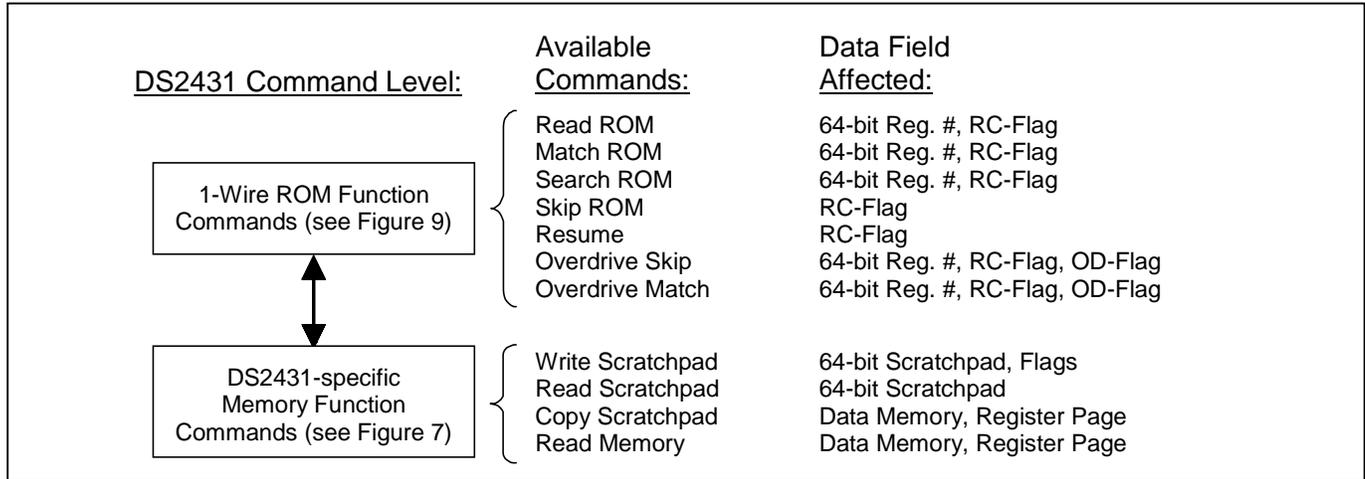 DS2431 Command Level:
Available
Commands:
Data Field
Affected:
1-Wire ROM Function
Commands (see Figure 9)
Read ROM 64-bit Reg. #, RC-Flag
Match ROM 64-bit Reg. #, RC-Flag
Search ROM 64-bit Reg. #, RC-Flag
Skip ROM RC-Flag
Resume RC-Flag
Overdrive Skip 64-bit Reg. #, RC-Flag, OD-Flag
Overdrive Match 64-bit Reg. #, RC-Flag, OD-Flag
DS2431-specific
Memory Function
Commands (see Figure 7)
Write Scratchpad 64-bit Scratchpad, Flags
Read Scratchpad 64-bit Scratchpad
Copy Scratchpad Data Memory, Register Page
Read Memory Data Memory, Register Page